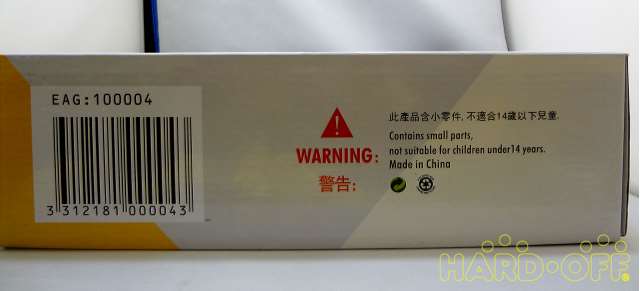 EAG:100004
3 312181 000043
WARNING:
警告:
此產品含小零件,不適合14歲以下兒童.
Contains small parts,
not suitable for children under14 years.
Made in China
HARD·OFF